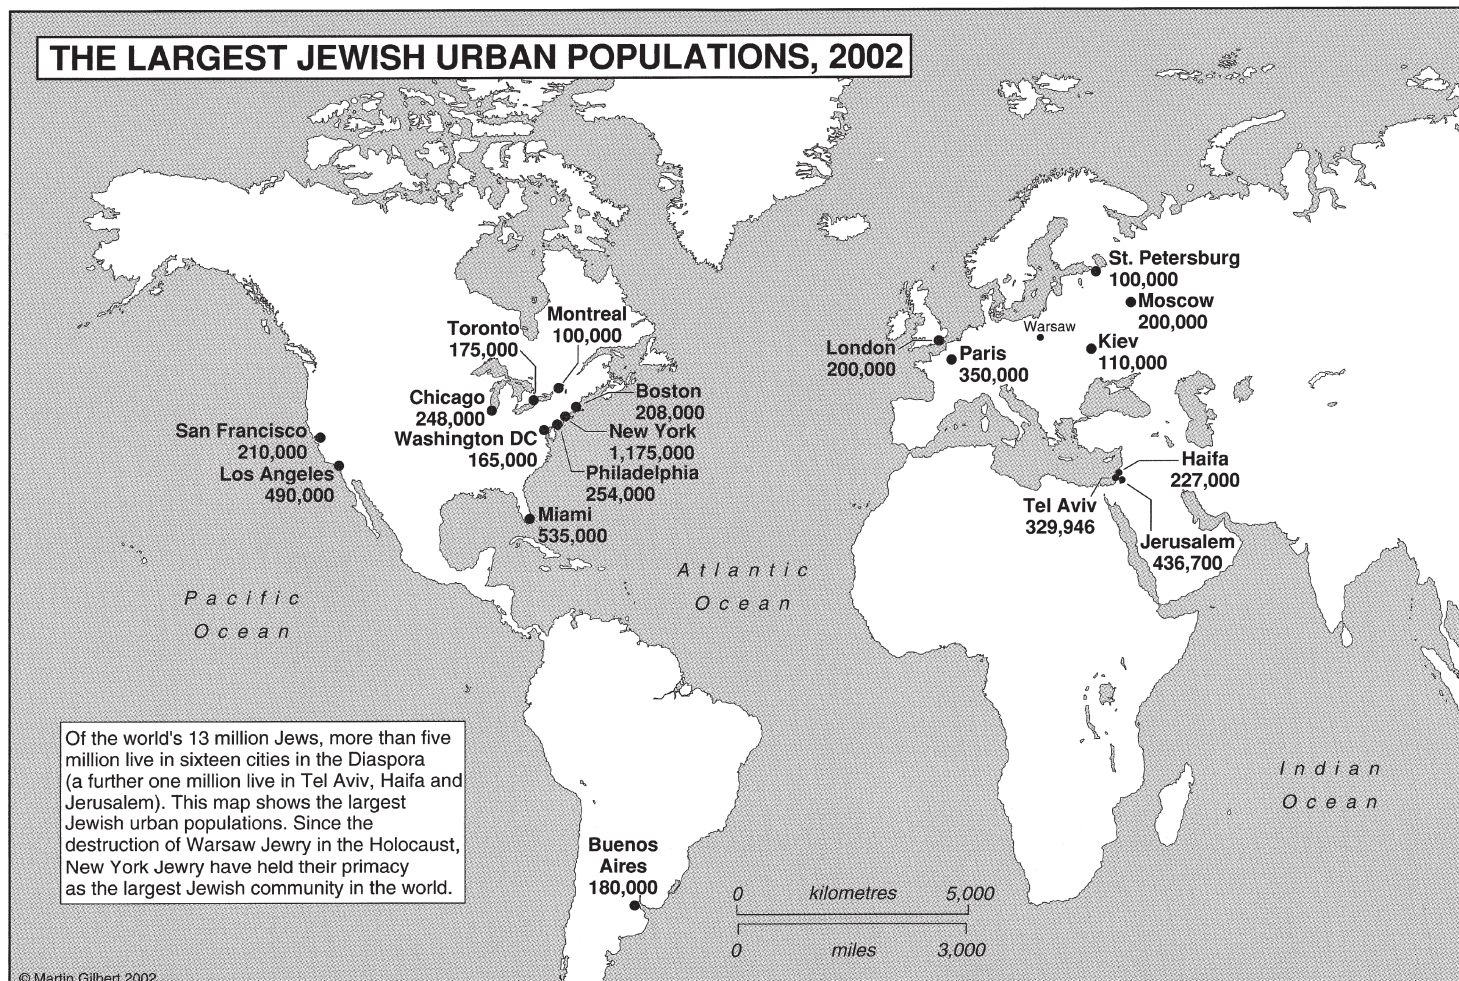 THE LARGEST JEWISH URBAN POPULATIONS, 2002
St. Petersburg
100,000
Moscow
200,000
Warsaw
Kiev
110,000
London
200,000
Paris
350,000
Montreal
100,000
Toronto
175,000
Chicago
248,000
Boston
208,000
Washington DC
165,000
New York
1,175,000
Philadelphia
254,000
San Francisco
210,000
Los Angeles
490,000
Miami
535,000
Haifa
227,000
Tel Aviv
329,946
Jerusalem
436,700
Atlantic
Ocean
Pacific
Ocean
Indian
Ocean
Of the world's 13 million Jews, more than five
million live in sixteen cities in the Diaspora
(a further one million live in Tel Aviv, Haifa and
Jerusalem). This map shows the largest
Jewish urban populations. Since the
destruction of Warsaw Jewry in the Holocaust,
New York Jewry have held their primacy
as the largest Jewish community in the world.
Buenos
Aires
180,000
0 kilometres 5,000
0 miles 3,000
© Martin Gilbert 2002